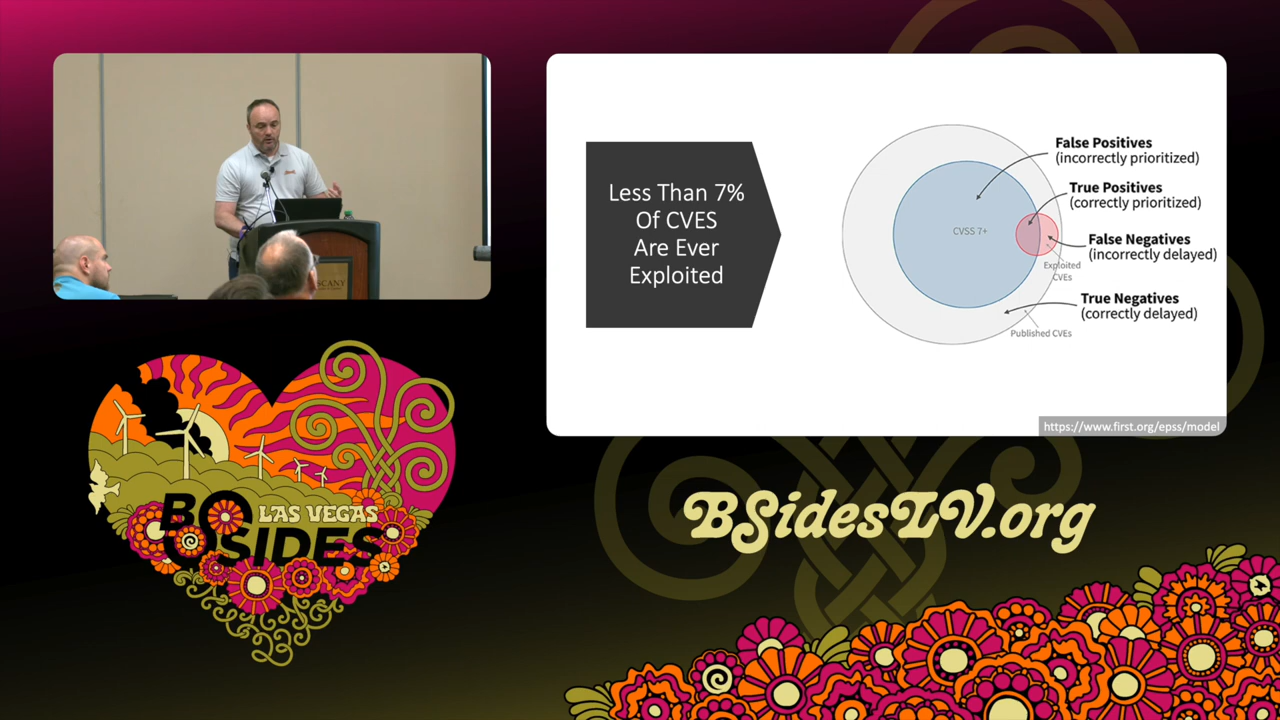 Less Than 7%
Of CVES
Are Ever
Exploited
False Positives
(incorrectly prioritized)
True Positives
(correctly prioritized)
CVSS 7+
False Negatives
(incorrectly delayed)
Exploited
CVEs
True Negatives
(correctly delayed)
Published CVEs
https://www.first.org/epss/model
BSIDES
LAS VEGAS
23
BSidesLV.org